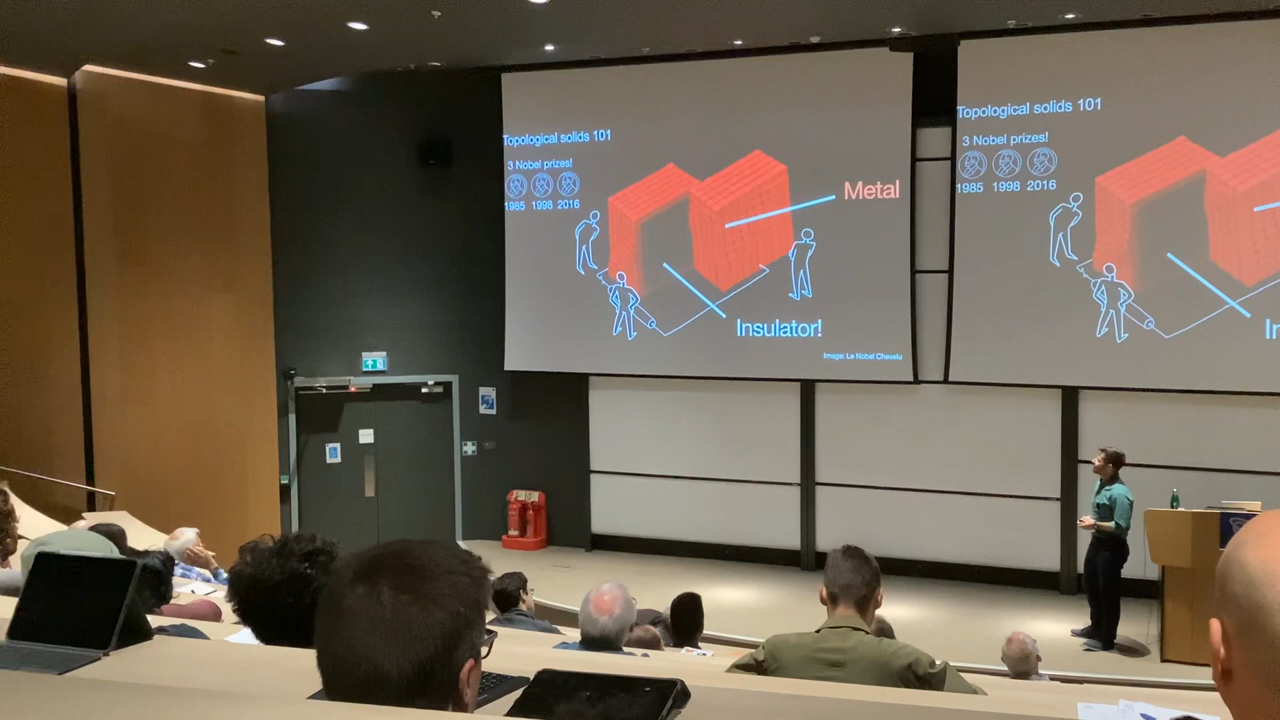 Topological solids 101
3 Nobel prizes!
1985 1998 2016
Metal
Insulator!
Image: Le Nobel Chevelu
Topological solids 101
3 Nobel prizes!
1985 1998 2016